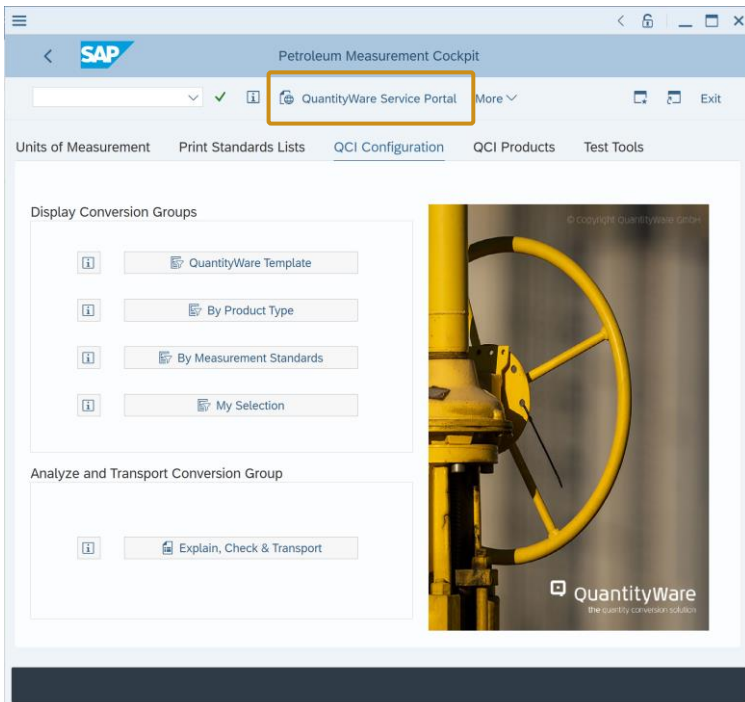 SAP
Petroleum Measurement Cockpit
QuantityWare Service Portal More Exit
Units of Measurement Print Standards Lists QCI Configuration QCI Products Test Tools
Display Conversion Groups
© Copyright QuantityWare GmbH
QuantityWare Template
By Product Type
By Measurement Standards
My Selection
Analyze and Transport Conversion Group
Explain, Check & Transport
QuantityWare
the quantity conversion solution